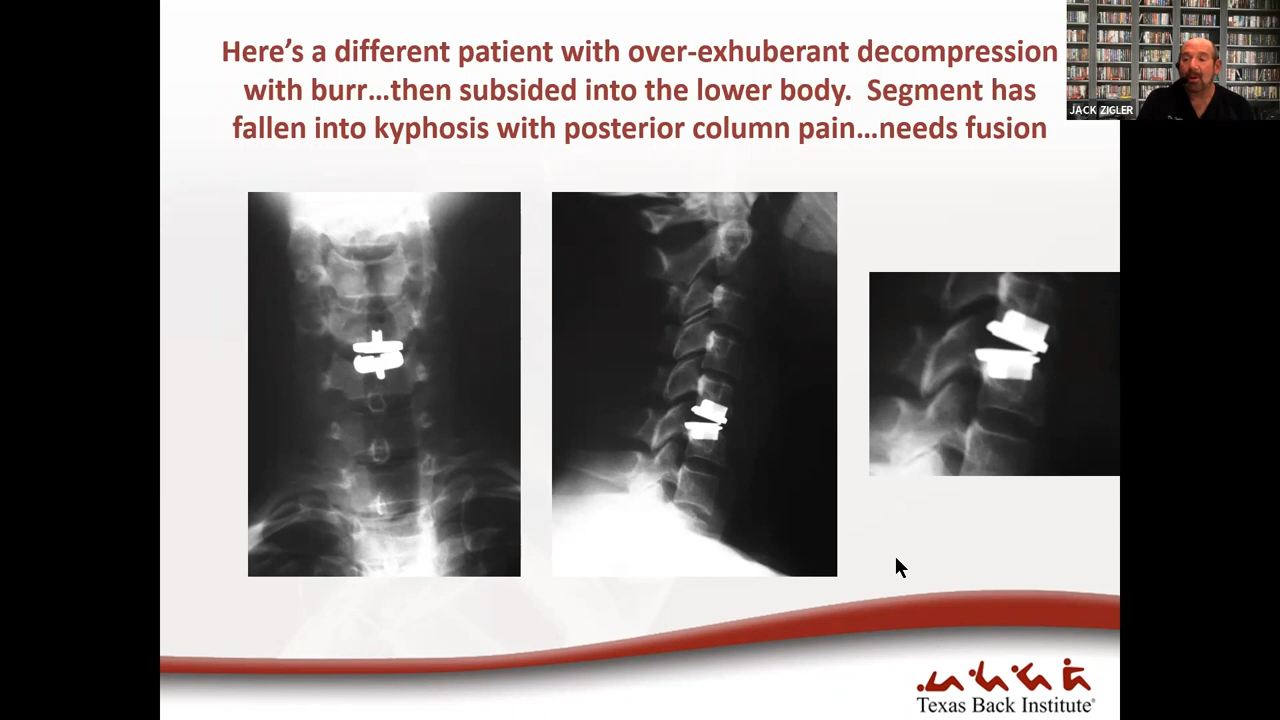 Here's a different patient with over-exhuberant decompression
with burr...then subsided into the lower body.  Segment has
fallen into kyphosis with posterior column pain...needs fusion
JACK ZIGLER
Texas Back Institute®